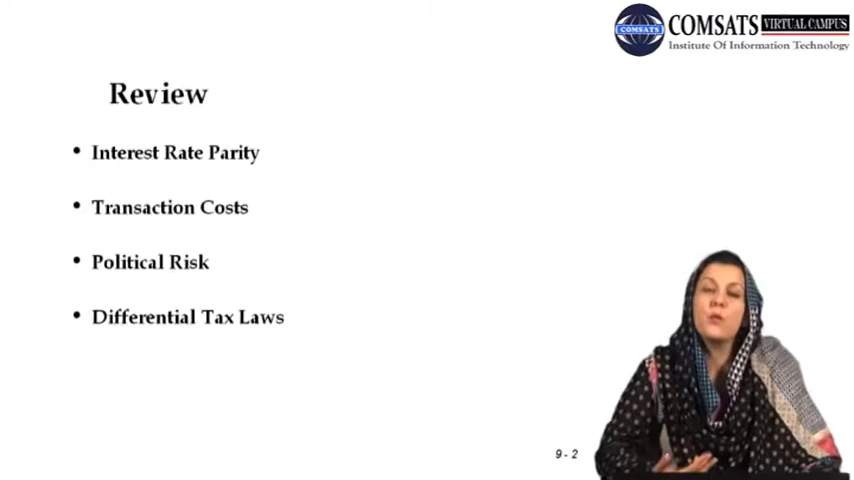 COMSATS VIRTUAL CAMPUS
COMSATS
Institute Of Information Technology
Review
• Interest Rate Parity
• Transaction Costs
• Political Risk
• Differential Tax Laws
9 - 2